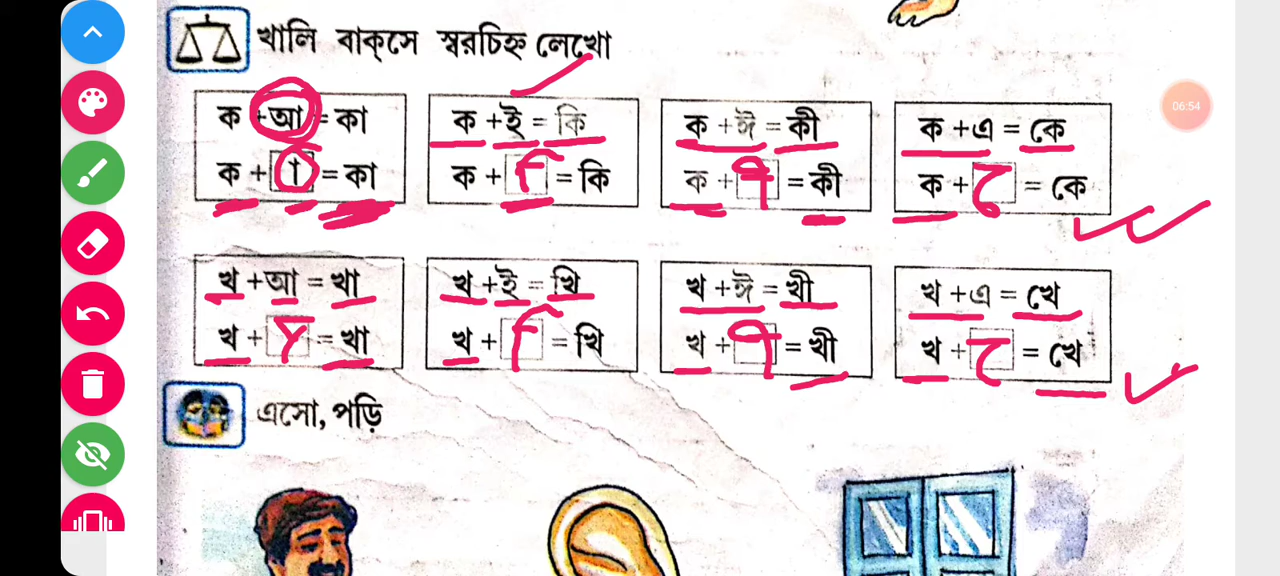 খালি বাক্সে স্বরচিহ্ন লেখো
06:54
ক +আ = কা ক +ই = কি ক +ঈ = কী ক +এ = কে
ক + া = কা ক + ি = কি ক + ী = কী ক + ে = কে
খ +আ = খা খ +ই = খি খ +ঈ = খী খ +এ = খে
খ + া = খা খ + ি = খি খ + ী = খী খ + ে = খে
এসো, পড়ি